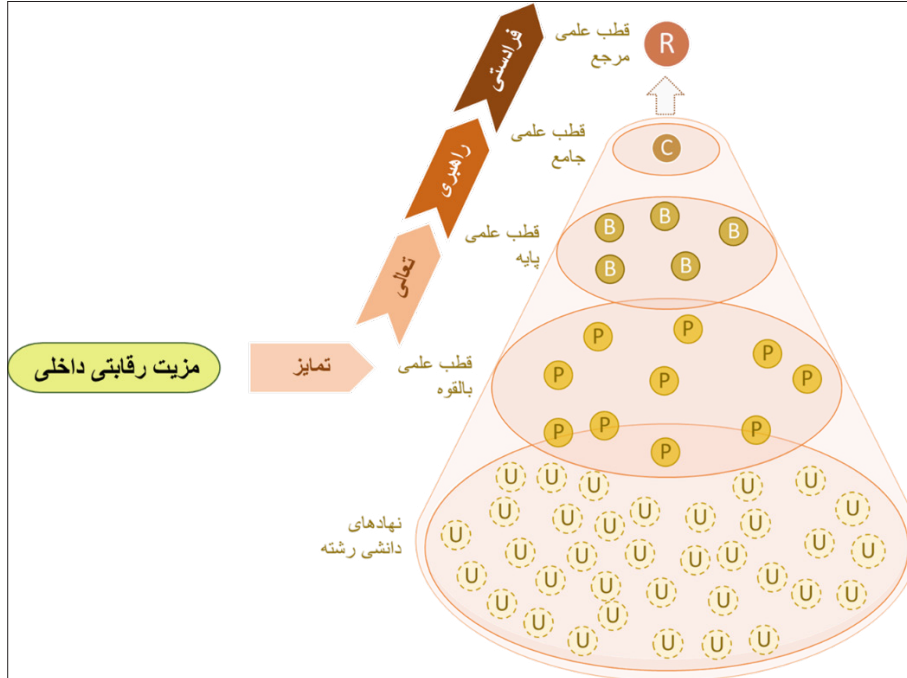 فرادستی
قطب علمی
مرجع
R
راهبری
قطب علمی
جامع
C
تعالی
قطب علمی
پایه
B B B
B B
مزیت رقابتی داخلی
تمایز
قطب علمی
بالقوه
P P P
P P P
P P P P
نهادهای
دانشی رشته
U U U U U
U U U U U U U
U U U U U U U U
U U U U U U U
U U U U U
U U U U